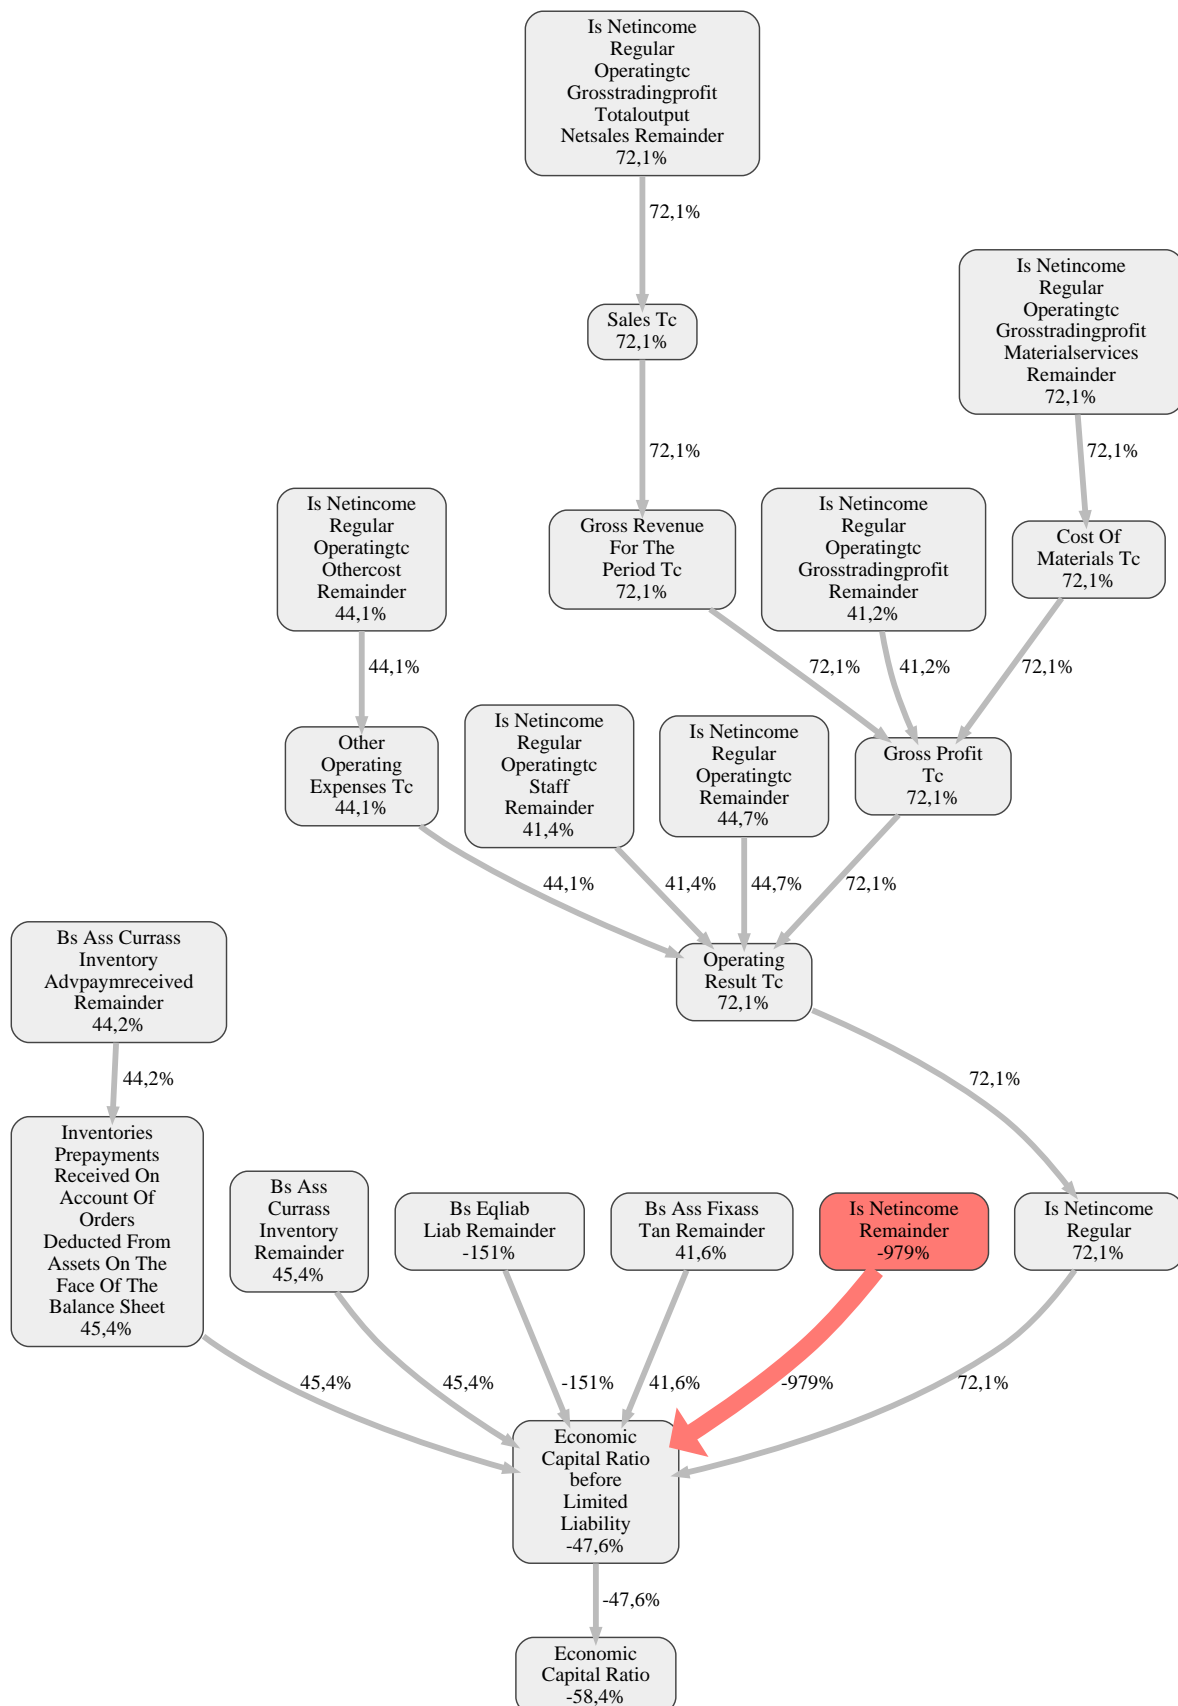 Is Netincome
Regular
Operatingtc
Grosstradingprofit
Totaloutput
Netsales Remainder
72,1%
72,1%
Sales Tc
72,1%
Is Netincome
Regular
Operatingtc
Grosstradingprofit
Materialservices
Remainder
72,1%
72,1%
72,1%
Is Netincome
Regular
Operatingtc
Othercost
Remainder
44,1%
Gross Revenue
For The
Period Tc
72,1%
Is Netincome
Regular
Operatingtc
Grosstradingprofit
Remainder
41,2%
Cost Of
Materials Tc
72,1%
44,1%
72,1%
41,2%
72,1%
Other
Operating
Expenses Tc
44,1%
Is Netincome
Regular
Operatingtc
Staff
Remainder
41,4%
Is Netincome
Regular
Operatingtc
Remainder
44,7%
Gross Profit
Tc
72,1%
44,1%
41,4%
44,7%
72,1%
Bs Ass Currass
Inventory
Advpaymreceived
Remainder
44,2%
Operating
Result Tc
72,1%
44,2%
72,1%
Inventories
Prepayments
Received On
Account Of
Orders
Deducted From
Assets On The
Face Of The
Balance Sheet
45,4%
Bs Ass
Currass
Inventory
Remainder
45,4%
Bs Eqliab
Liab Remainder
-151%
Bs Ass Fixass
Tan Remainder
41,6%
Is Netincome
Remainder
-979%
Is Netincome
Regular
72,1%
45,4%
45,4%
-151%
41,6%
-979%
72,1%
Economic
Capital Ratio
before
Limited
Liability
-47,6%
-47,6%
Economic
Capital Ratio
-58,4%